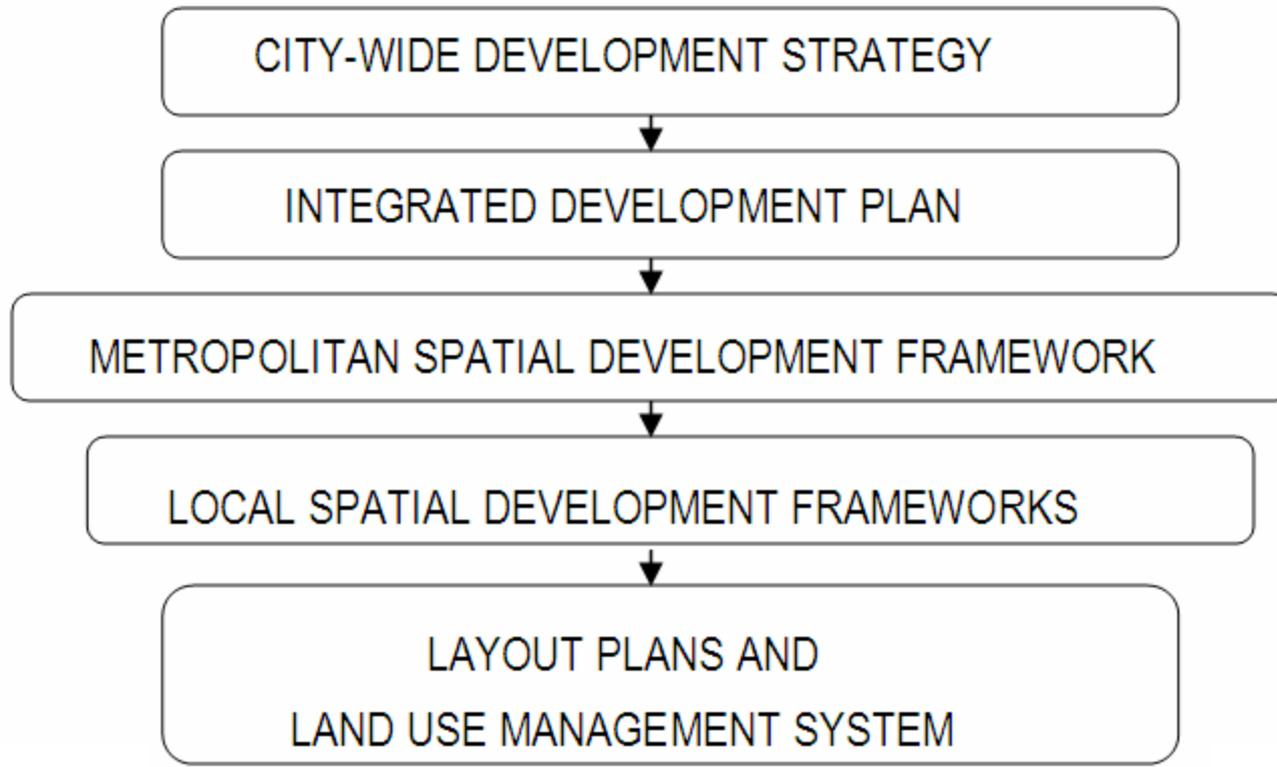 CITY-WIDE DEVELOPMENT STRATEGY
INTEGRATED DEVELOPMENT PLAN
METROPOLITAN SPATIAL DEVELOPMENT FRAMEWORK
LOCAL SPATIAL DEVELOPMENT FRAMEWORKS
LAYOUT PLANS AND
LAND USE MANAGEMENT SYSTEM